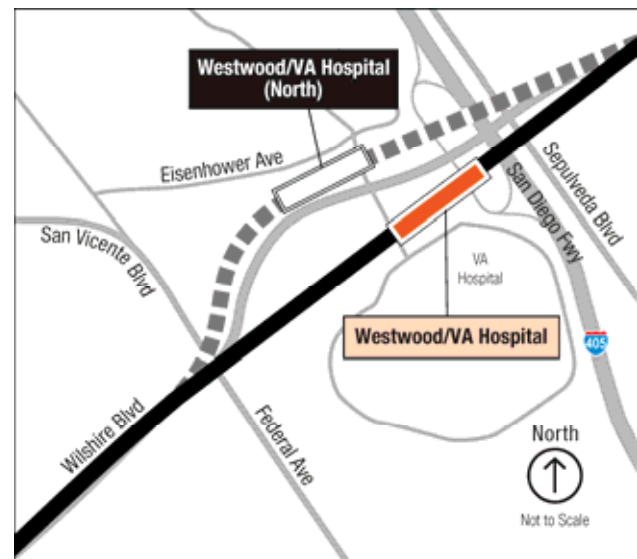 Westwood/VA Hospital
(North)
Eisenhower Ave
San Vicente Blvd
Sepulveda Blvd
San Diego Fwy
VA
Hospital
Westwood/VA Hospital
405
Wilshire Blvd
Federal Ave
North
Not to Scale